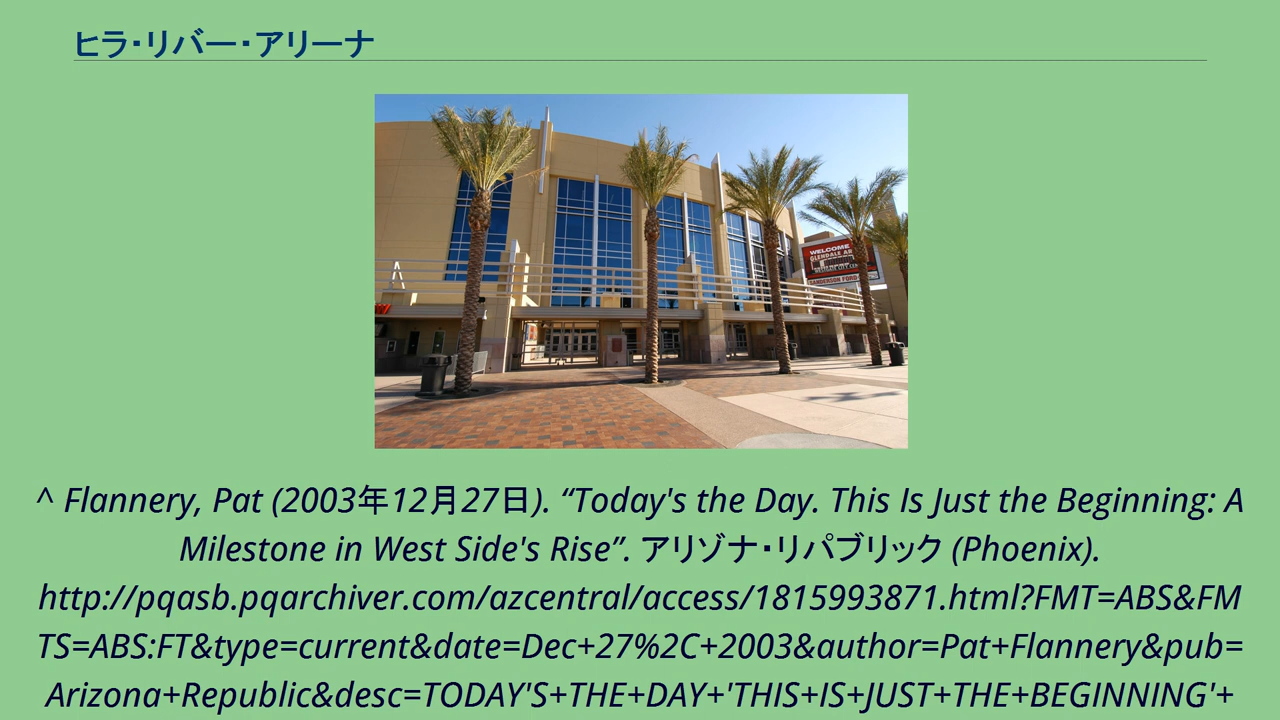 ヒラ・リバー・アリーナ
WELCOME
GLENDALE AR
SANDERSON FORD
^ Flannery, Pat (2003年12月27日). “Today's the Day. This Is Just the Beginning: A
Milestone in West Side's Rise”. アリゾナ・リパブリック (Phoenix).
http://pqasb.pqarchiver.com/azcentral/access/1815993871.html?FMT=ABS&FM
TS=ABS:FT&type=current&date=Dec+27%2C+2003&author=Pat+Flannery&pub=
Arizona+Republic&desc=TODAY'S+THE+DAY+'THIS+IS+JUST+THE+BEGINNING'+